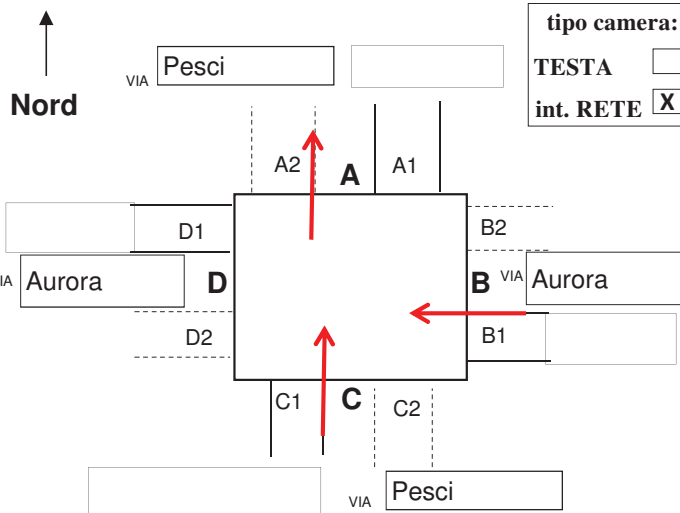 tipo camera:
VIA Pesci
TESTA
Nord
int. RETE X
A2 A A1
D1 B2
VIA Aurora D B VIA Aurora
D2 B1
C1 C C2
VIA Pesci